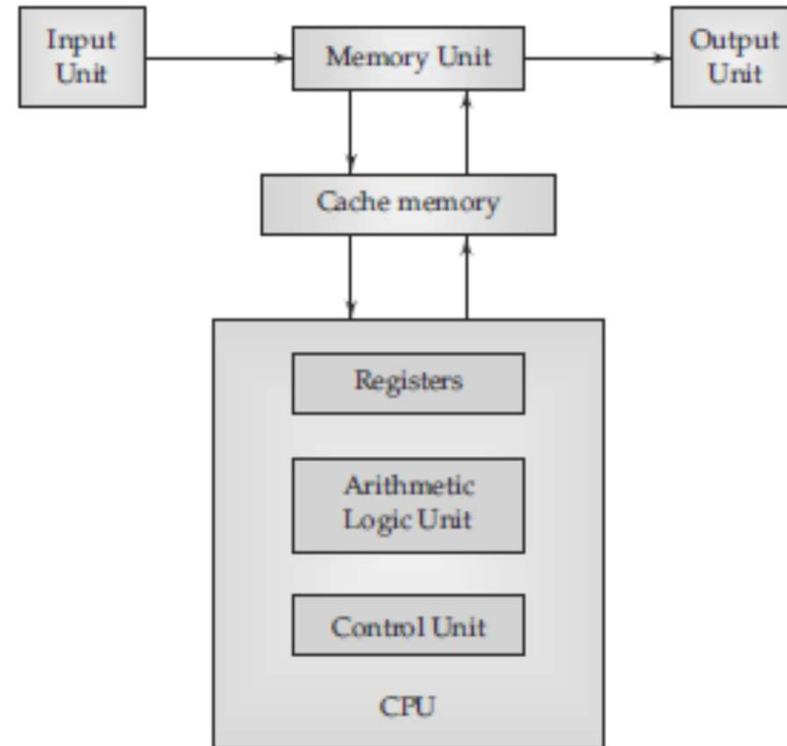 Input
Unit
Memory Unit
Output
Unit
Cache memory
Registers
Arithmetic
Logic Unit
Control Unit
CPU